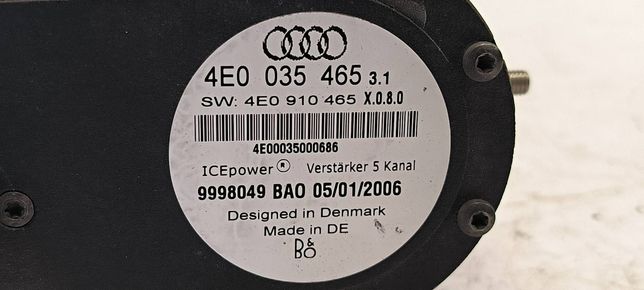 4E0 035 465 3.1
SW: 4E0 910 465 X.0.8.0
4E00035000686
ICEpower® Verstärker 5 Kanal
9998049 BAO 05/01/2006
Designed in Denmark
Made in DE
B&O